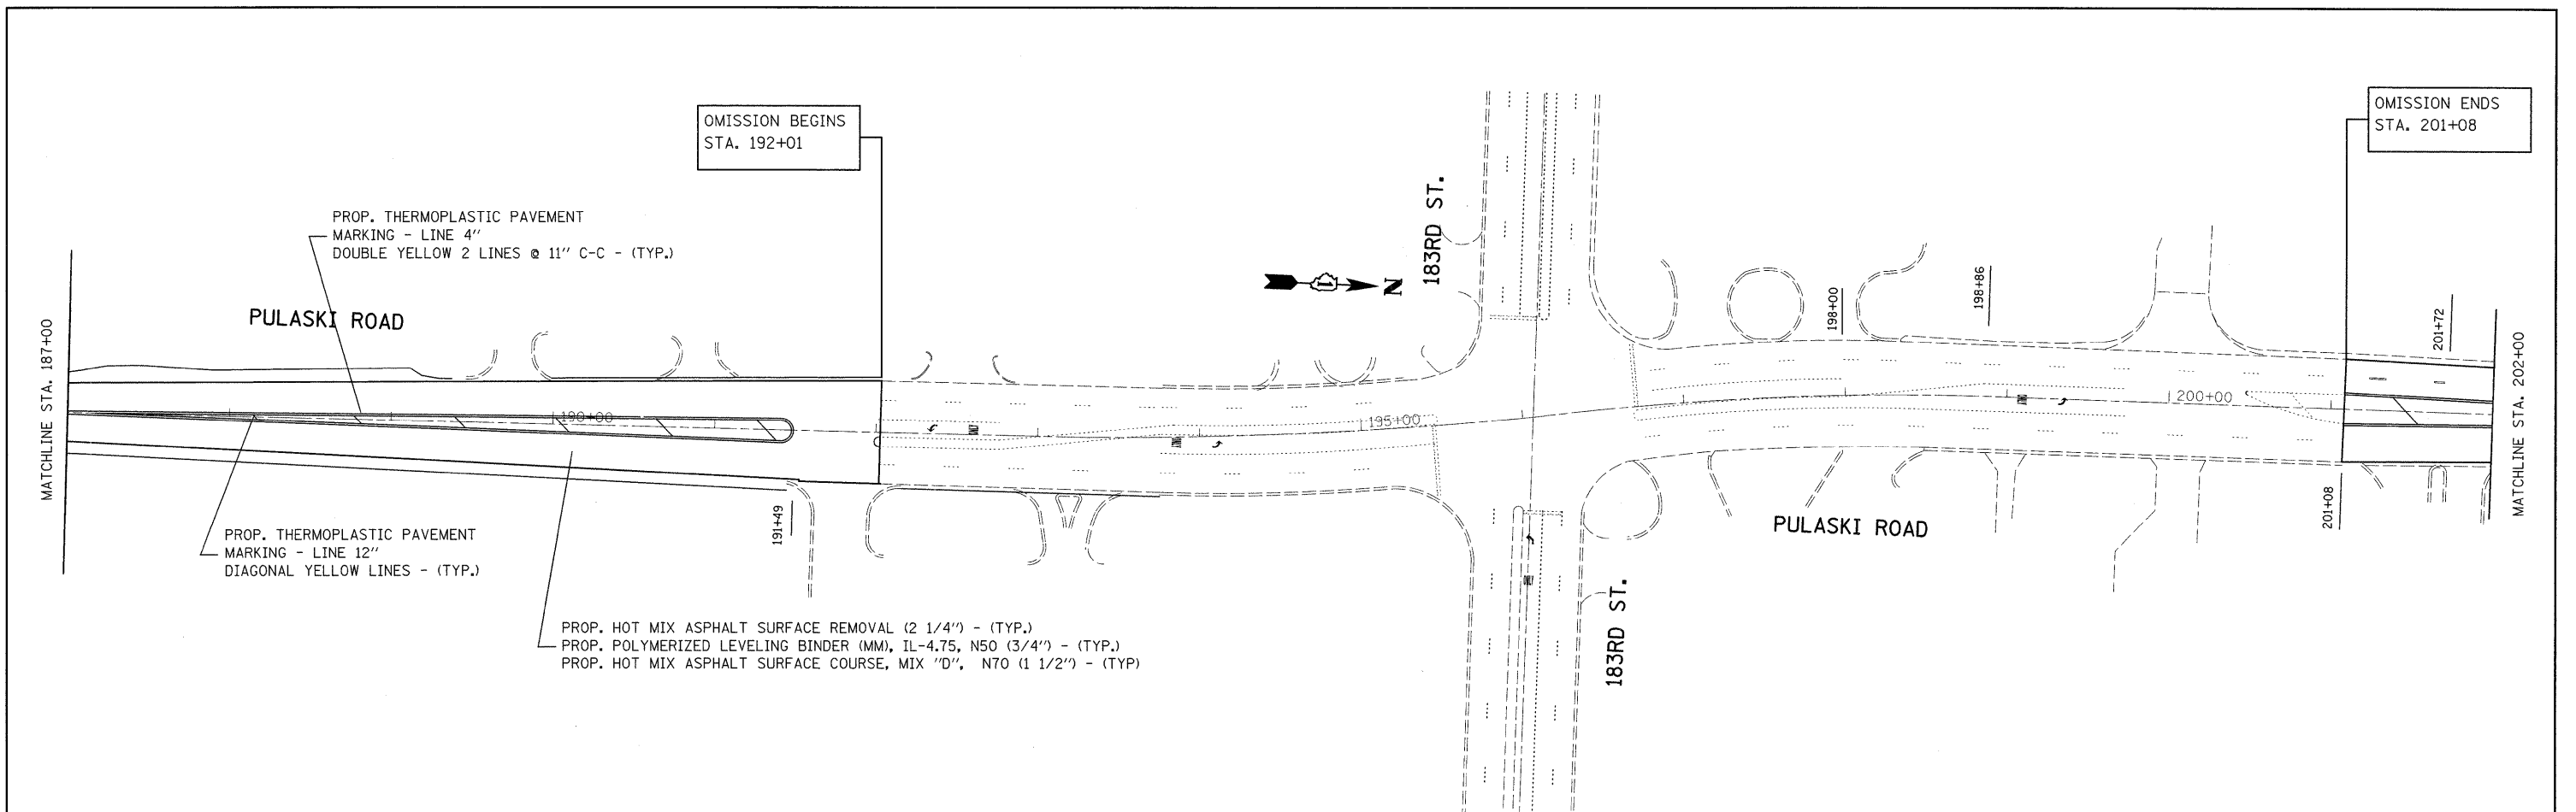 OMISSION BEGINS
STA. 192+01
OMISSION ENDS
STA. 201+08
PROP. THERMOPLASTIC PAVEMENT
MARKING - LINE 4"
DOUBLE YELLOW 2 LINES @ 11" C-C - (TYP.)
PULASKI ROAD
MATCHLINE STA. 187+00
183RD ST.
N
198+00
198+86
201+72
MATCHLINE STA. 202+00
190+00
195+00
200+00
191+49
201+08
PROP. THERMOPLASTIC PAVEMENT
MARKING - LINE 12"
DIAGONAL YELLOW LINES - (TYP.)
PULASKI ROAD
183RD ST.
PROP. HOT MIX ASPHALT SURFACE REMOVAL (2 1/4") - (TYP.)
PROP. POLYMERIZED LEVELING BINDER (MM), IL-4.75, N50 (3/4") - (TYP.)
PROP. HOT MIX ASPHALT SURFACE COURSE, MIX "D", N70 (1 1/2") - (TYP)